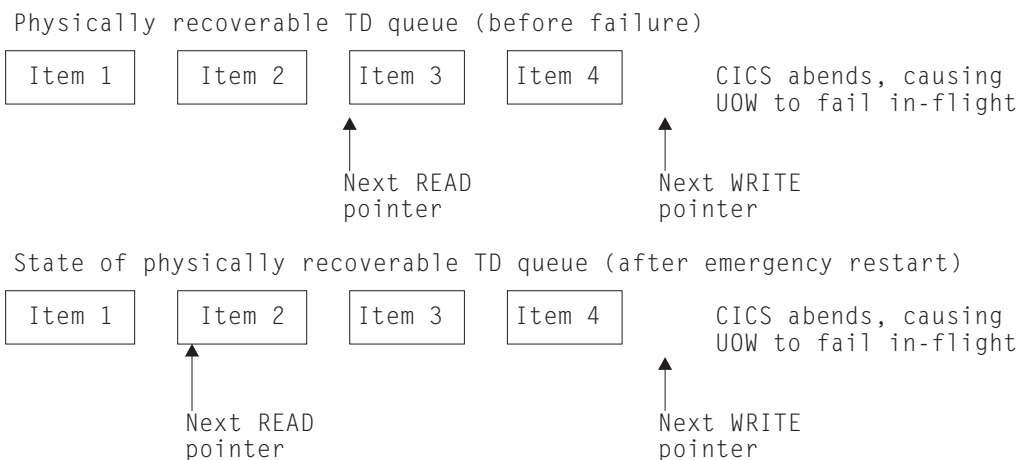 Physically recoverable TD queue (before failure)
Item 1 Item 2 Item 3 Item 4 CICS abends, causing
UOW to fail in-flight
Next READ Next WRITE
pointer pointer
State of physically recoverable TD queue (after emergency restart)
Item 1 Item 2 Item 3 Item 4 CICS abends, causing
UOW to fail in-flight
Next READ Next WRITE
pointer pointer